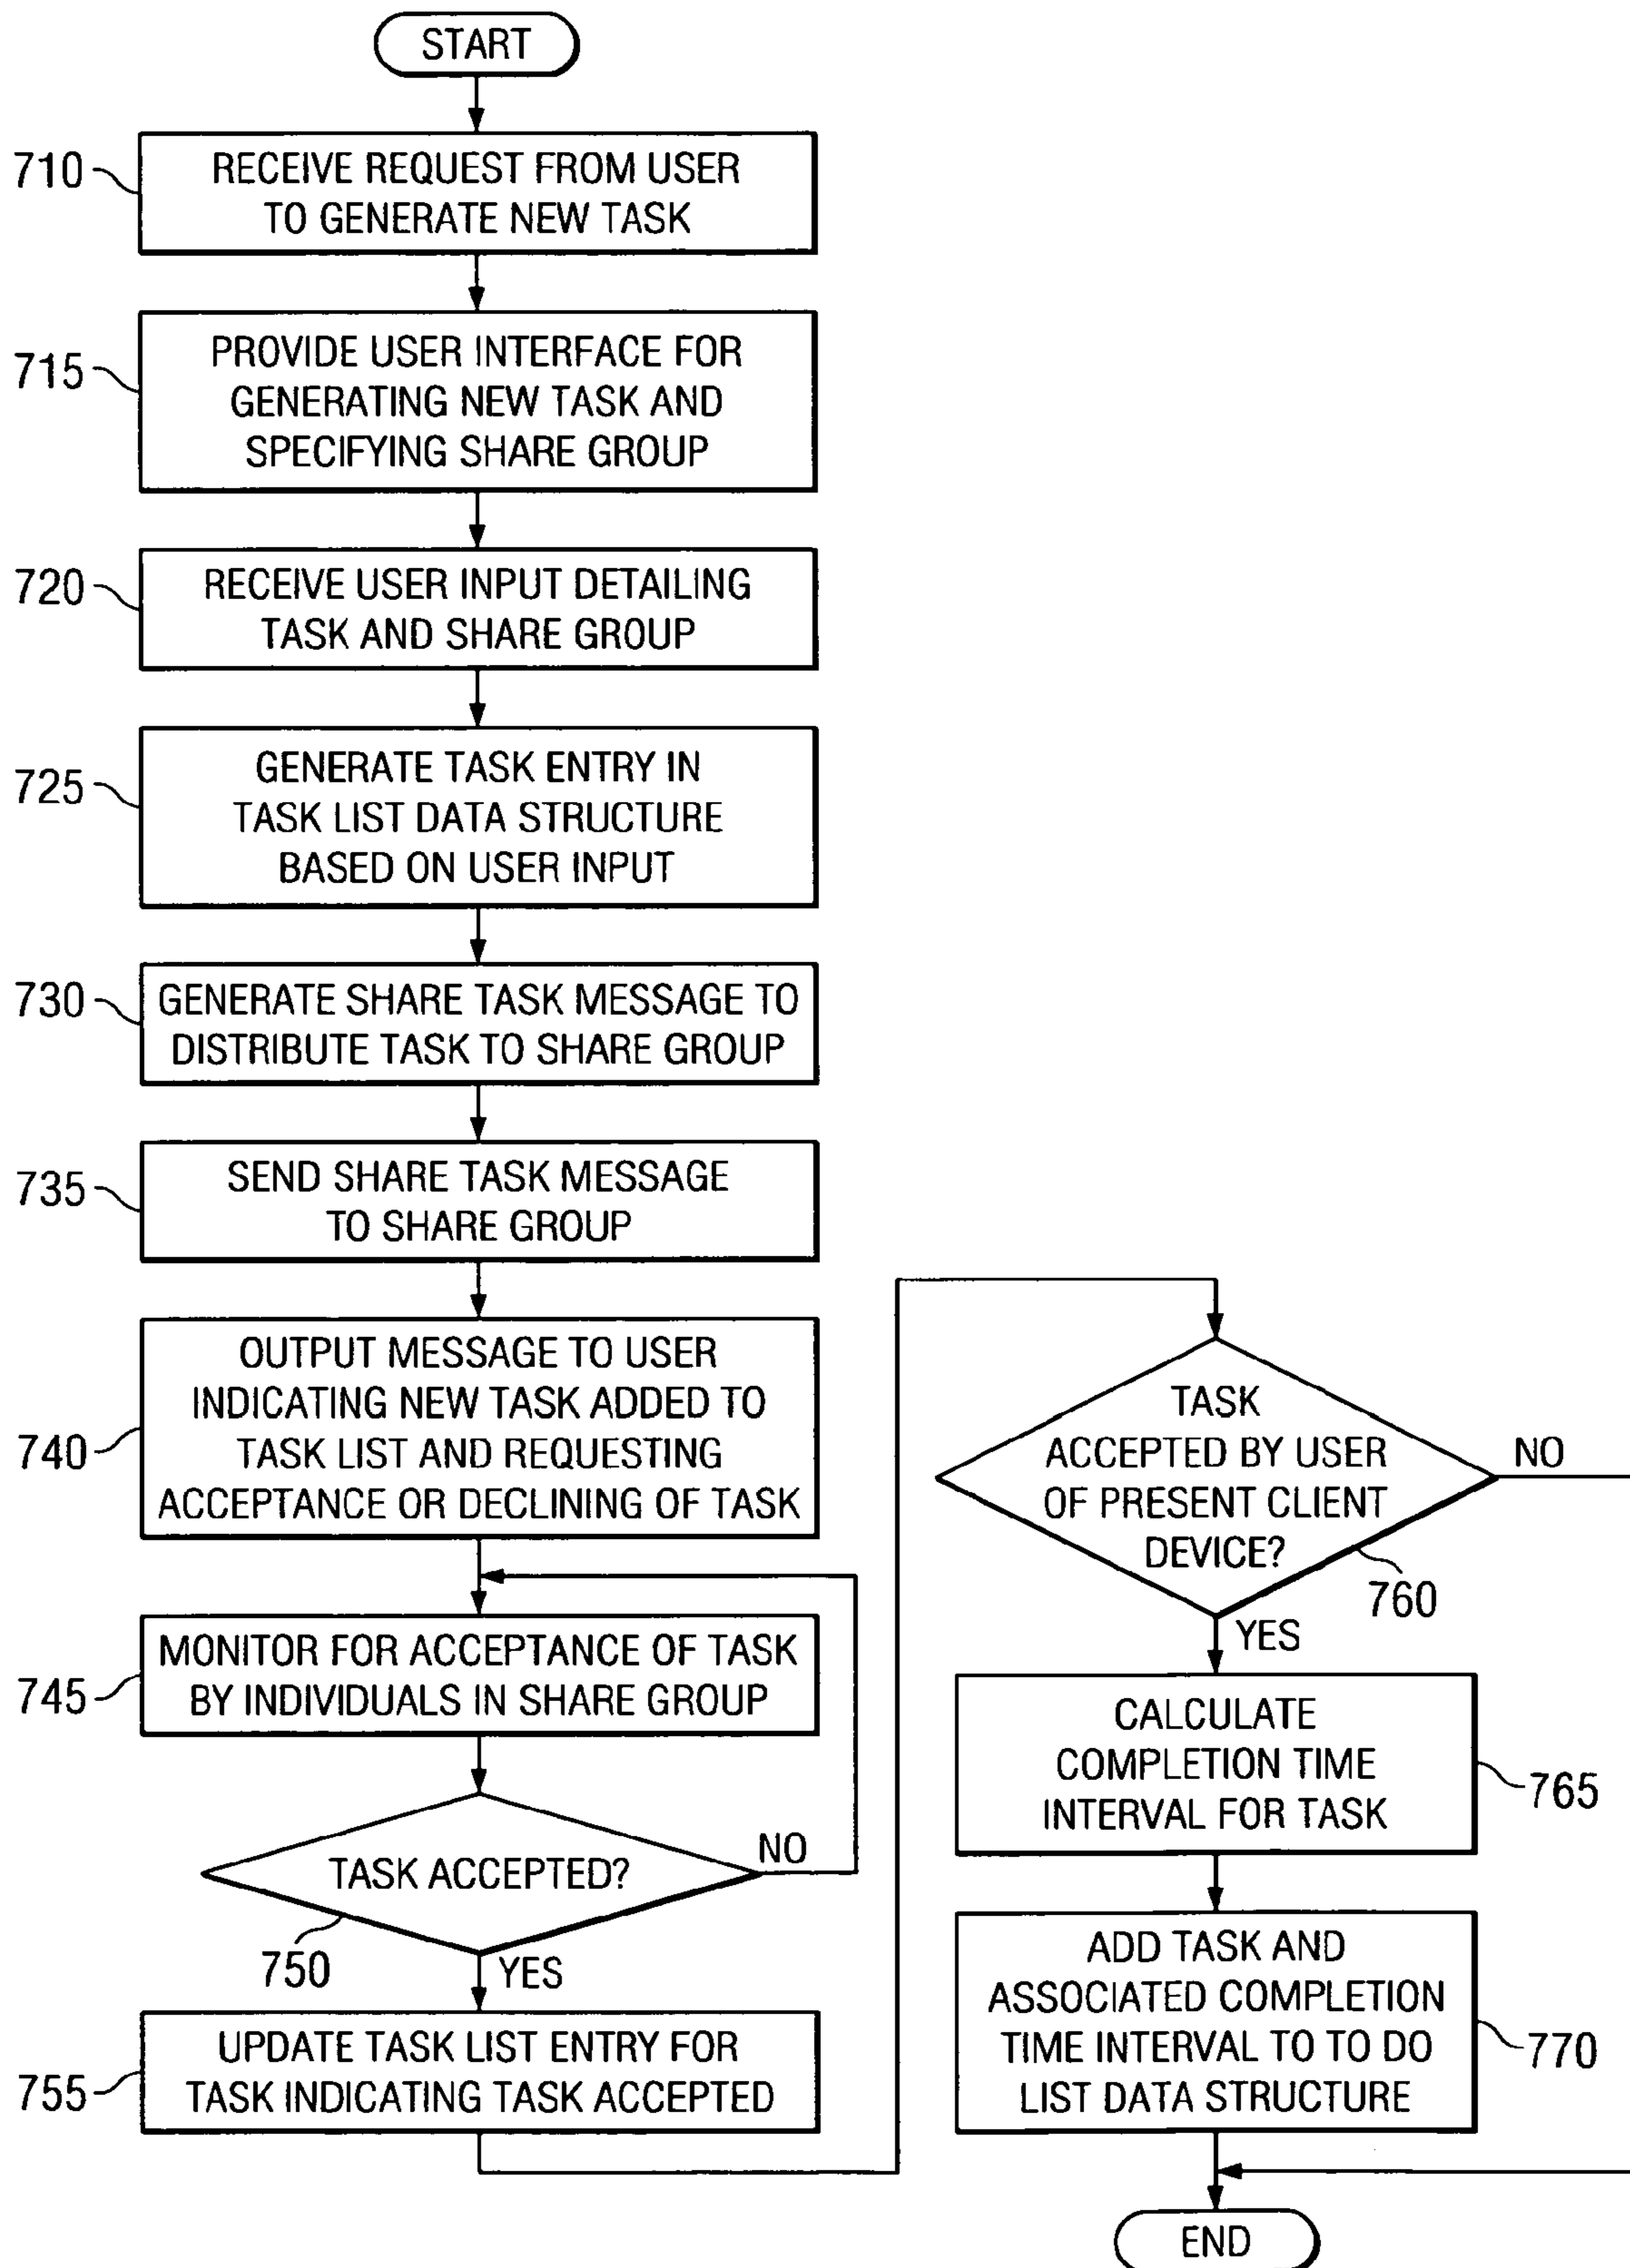 START
710
RECEIVE REQUEST FROM USER
TO GENERATE NEW TASK
715
PROVIDE USER INTERFACE FOR
GENERATING NEW TASK AND
SPECIFYING SHARE GROUP
720
RECEIVE USER INPUT DETAILING
TASK AND SHARE GROUP
725
GENERATE TASK ENTRY IN
TASK LIST DATA STRUCTURE
BASED ON USER INPUT
730
GENERATE SHARE TASK MESSAGE TO
DISTRIBUTE TASK TO SHARE GROUP
735
SEND SHARE TASK MESSAGE
TO SHARE GROUP
740
OUTPUT MESSAGE TO USER
INDICATING NEW TASK ADDED TO
TASK LIST AND REQUESTING
ACCEPTANCE OR DECLINING OF TASK
745
MONITOR FOR ACCEPTANCE OF TASK
BY INDIVIDUALS IN SHARE GROUP
TASK ACCEPTED?
NO
750
YES
755
UPDATE TASK LIST ENTRY FOR
TASK INDICATING TASK ACCEPTED
TASK
ACCEPTED BY USER
OF PRESENT CLIENT
DEVICE?
NO
760
YES
CALCULATE
COMPLETION TIME
INTERVAL FOR TASK
765
ADD TASK AND
ASSOCIATED COMPLETION
TIME INTERVAL TO TO DO
LIST DATA STRUCTURE
770
END